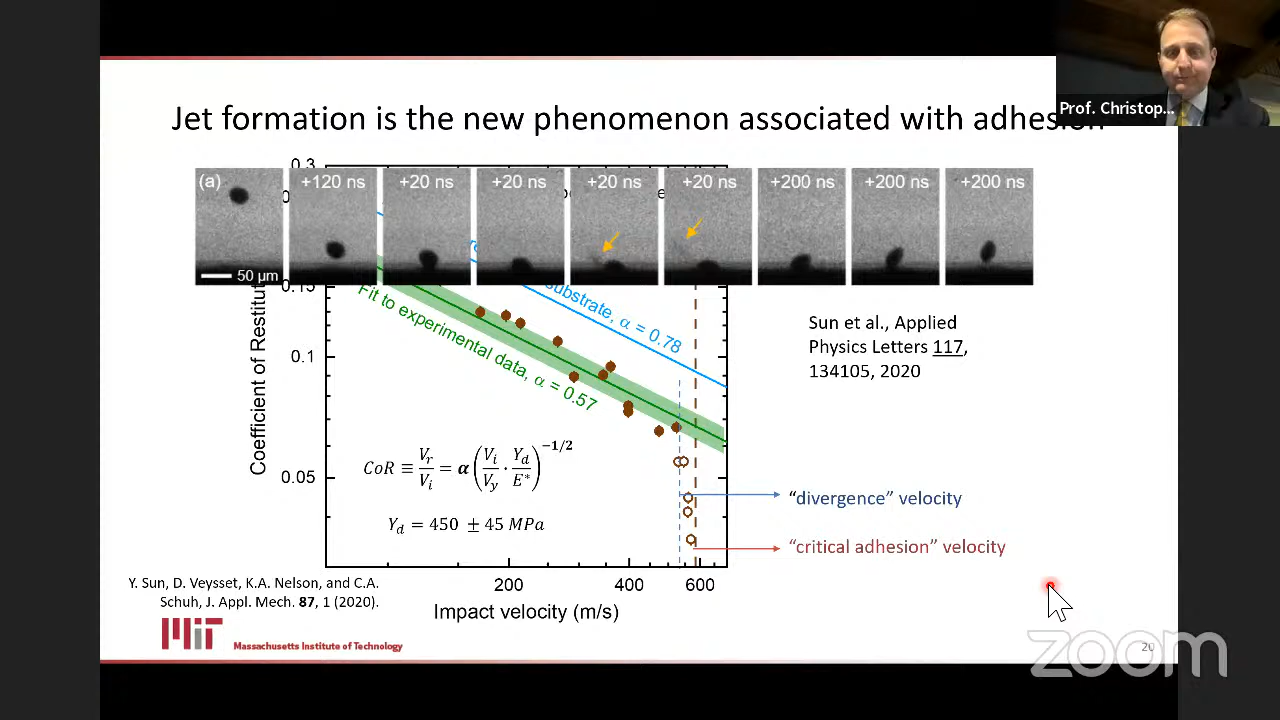 Prof. Christop...
Jet formation is the new phenomenon associated with adhesion
0.3
(a)
+120 ns
+20 ns
+20 ns
+20 ns
+20 ns
+200 ns
+200 ns
+200 ns
50 µm
0.15
0.1
0.05
Coefficient of Restitut
substrate, α = 0.78
Fit to experimental data, α = 0.57
Sun et al., Applied
Physics Letters 117,
134105, 2020
CoR ≡ Vr/Vi = α (Vi/Vy · Yd/E*)^−1/2
Yd = 450 ± 45 MPa
“divergence” velocity
“critical adhesion” velocity
200
400
600
Impact velocity (m/s)
Y. Sun, D. Veysset, K.A. Nelson, and C.A.
Schuh, J. Appl. Mech. 87, 1 (2020).
MIT
Massachusetts Institute of Technology
20
zoom